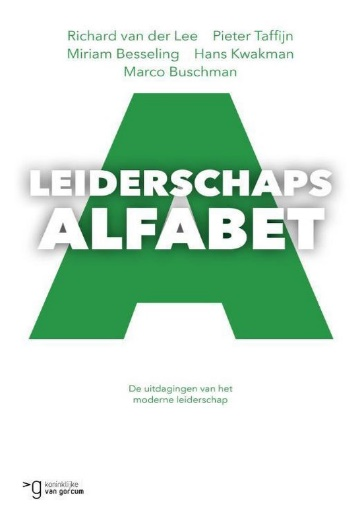 Richard van der Lee Pieter Taffijn
Miriam Besseling Hans Kwakman
Marco Buschman
A
LEIDERSCHAPS
ALFABET
De uitdagingen van het
moderne leiderschap
>g koninklijke
van gorcum